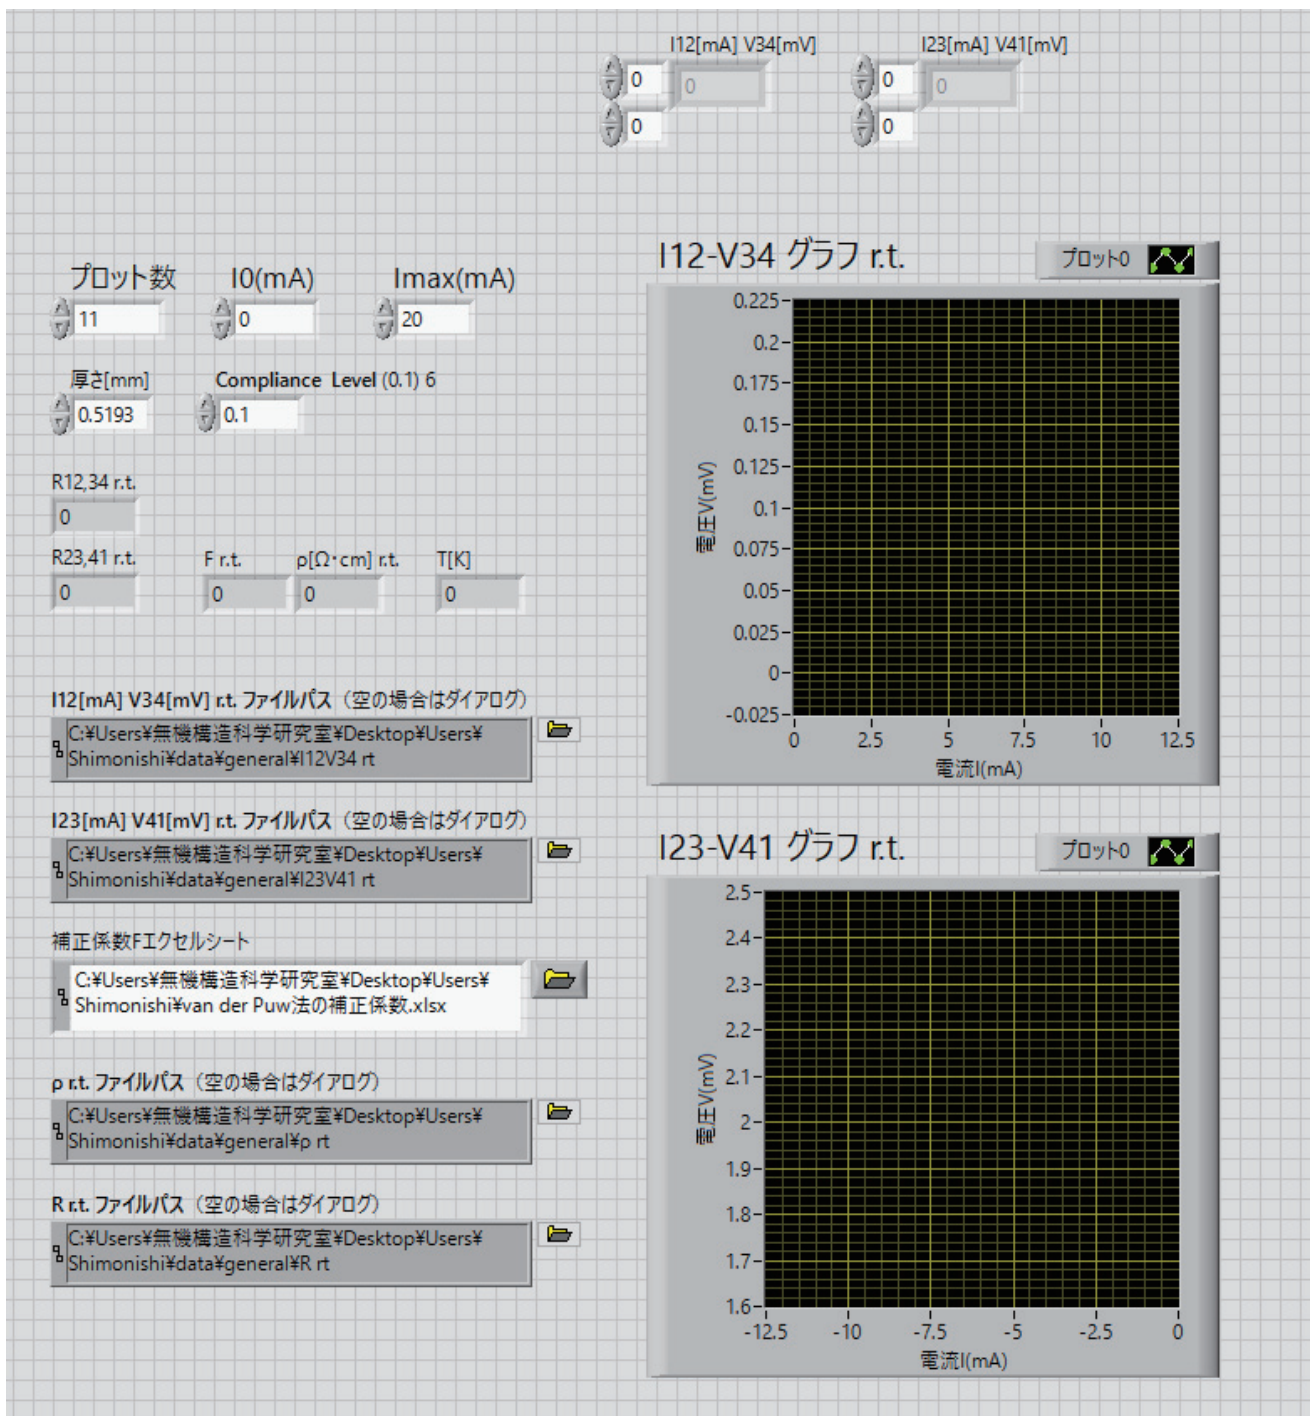 I12[mA] V34[mV]
0
0
0
I23[mA] V41[mV]
0
0
0
プロット数
11
I0(mA)
0
Imax(mA)
20
厚さ[mm]
0.5193
Compliance Level (0.1) 6
0.1
R12,34 r.t.
0
R23,41 r.t.
0
F r.t.
0
ρ[Ω・cm] r.t.
0
T[K]
0
I12[mA] V34[mV] r.t. ファイルパス（空の場合はダイアログ）
C:¥Users¥無機構造科学研究室¥Desktop¥Users¥
Shimonishi¥data¥general¥I12V34 rt
I23[mA] V41[mV] r.t. ファイルパス（空の場合はダイアログ）
C:¥Users¥無機構造科学研究室¥Desktop¥Users¥
Shimonishi¥data¥general¥I23V41 rt
補正係数Fエクセルシート
C:¥Users¥無機構造科学研究室¥Desktop¥Users¥
Shimonishi¥van der Puw法の補正係数.xlsx
ρ r.t. ファイルパス（空の場合はダイアログ）
C:¥Users¥無機構造科学研究室¥Desktop¥Users¥
Shimonishi¥data¥general¥ρ rt
R r.t. ファイルパス（空の場合はダイアログ）
C:¥Users¥無機構造科学研究室¥Desktop¥Users¥
Shimonishi¥data¥general¥R rt
I12-V34 グラフ r.t.
プロット0
電圧V(mV)
0.225
0.2
0.175
0.15
0.125
0.1
0.075
0.05
0.025
0
-0.025
0 2.5 5 7.5 10 12.5
電流I(mA)
I23-V41 グラフ r.t.
プロット0
電圧V(mV)
2.5
2.4
2.3
2.2
2.1
2
1.9
1.8
1.7
1.6
-12.5 -10 -7.5 -5 -2.5 0
電流I(mA)